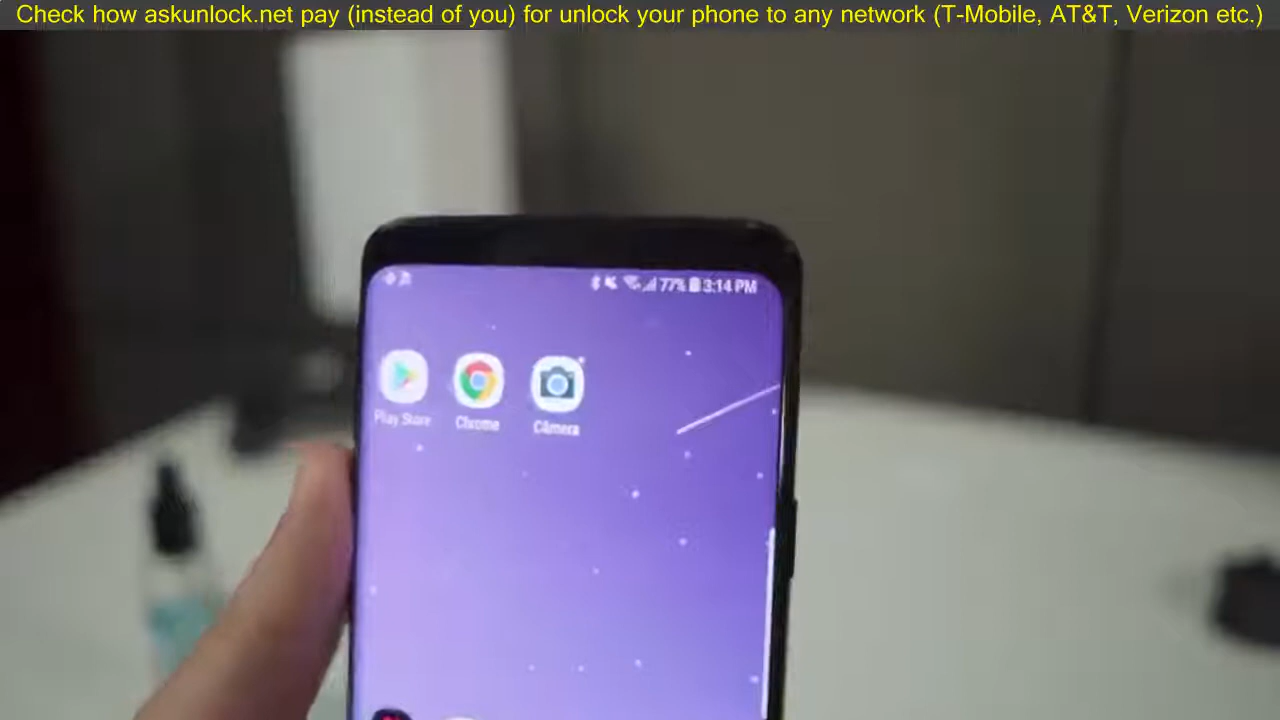 Check how askunlock.net pay (instead of you) for unlock your phone to any network (T-Mobile, AT&T, Verizon etc.)
77% 3:14 PM
Play Store Chrome Câmera